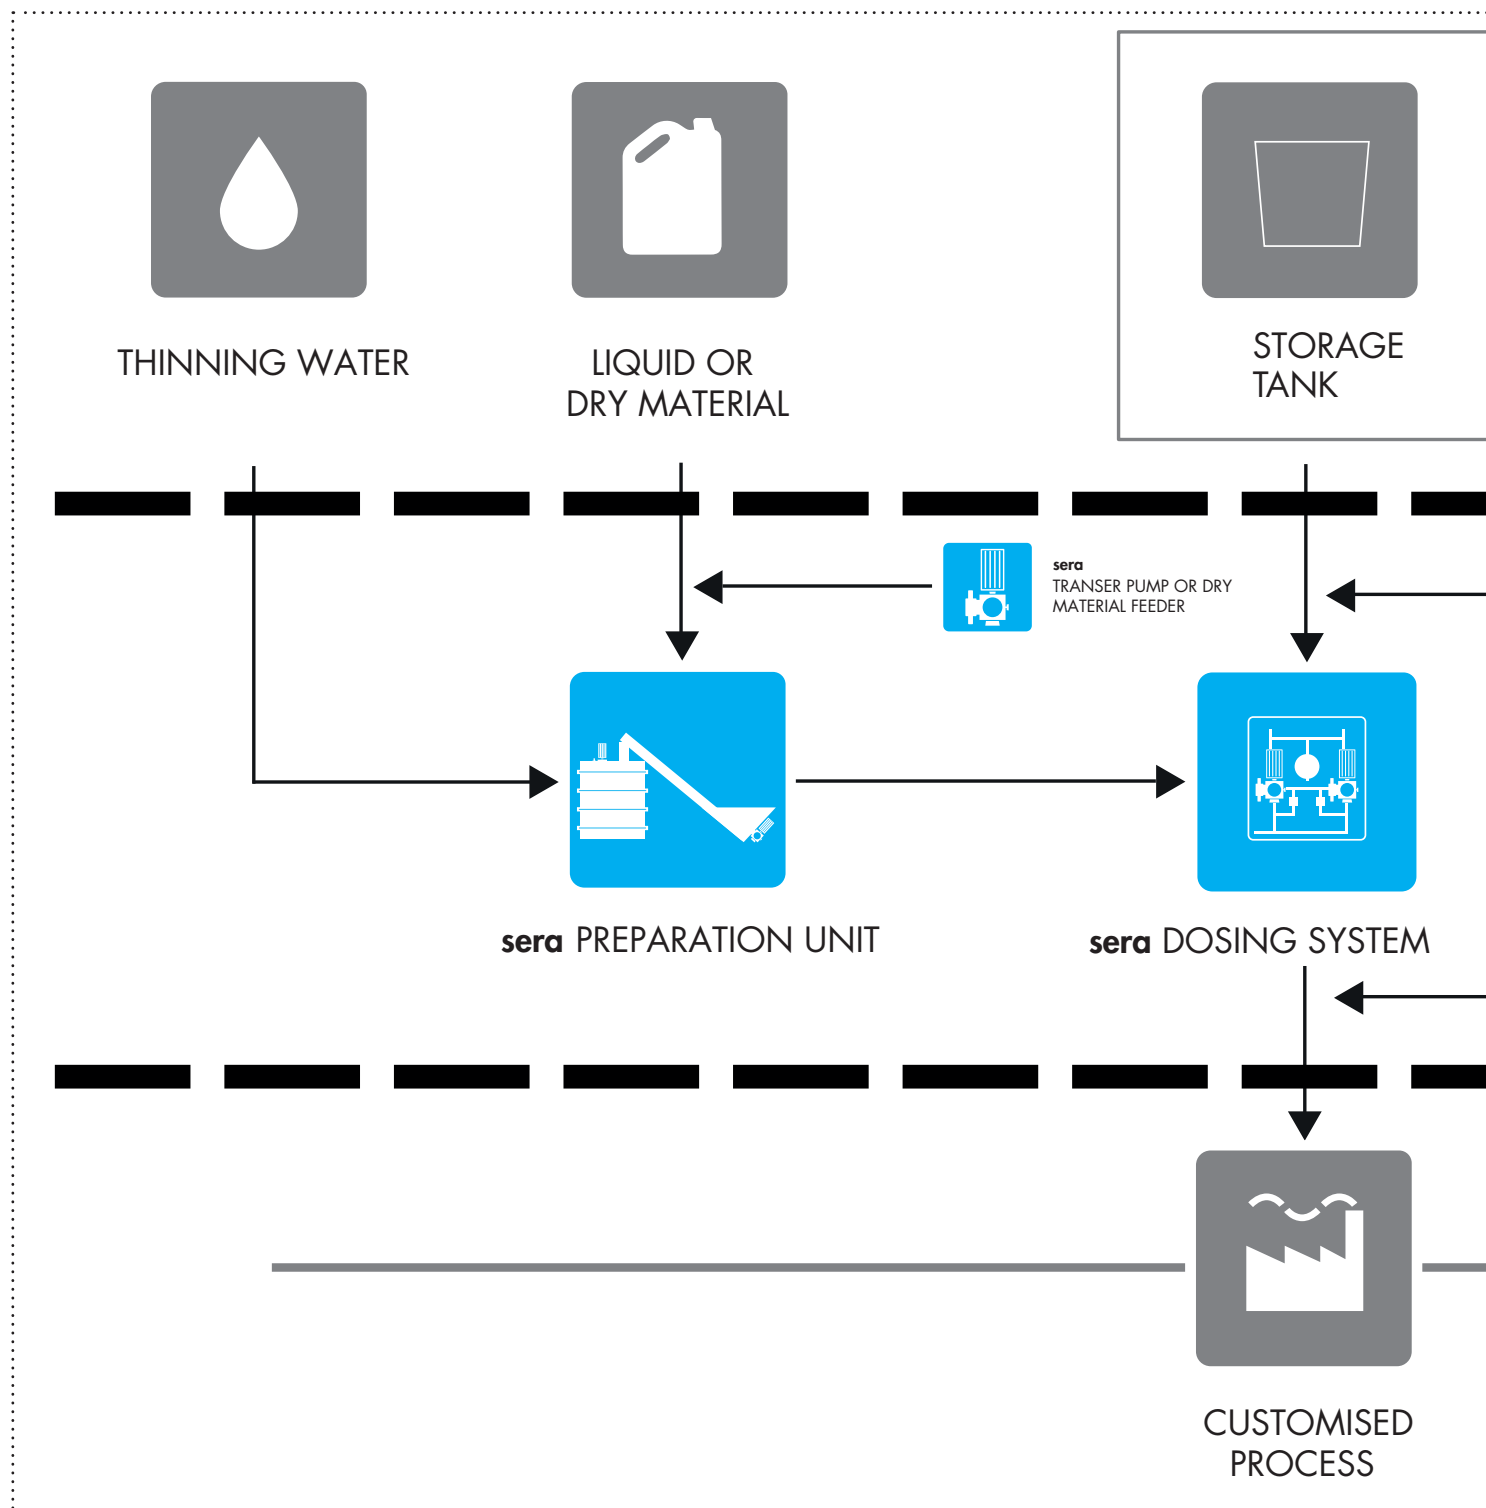 THINNING WATER
LIQUID OR
DRY MATERIAL
STORAGE
TANK
sera
TRANSER PUMP OR DRY
MATERIAL FEEDER
sera PREPARATION UNIT
sera DOSING SYSTEM
CUSTOMISED
PROCESS